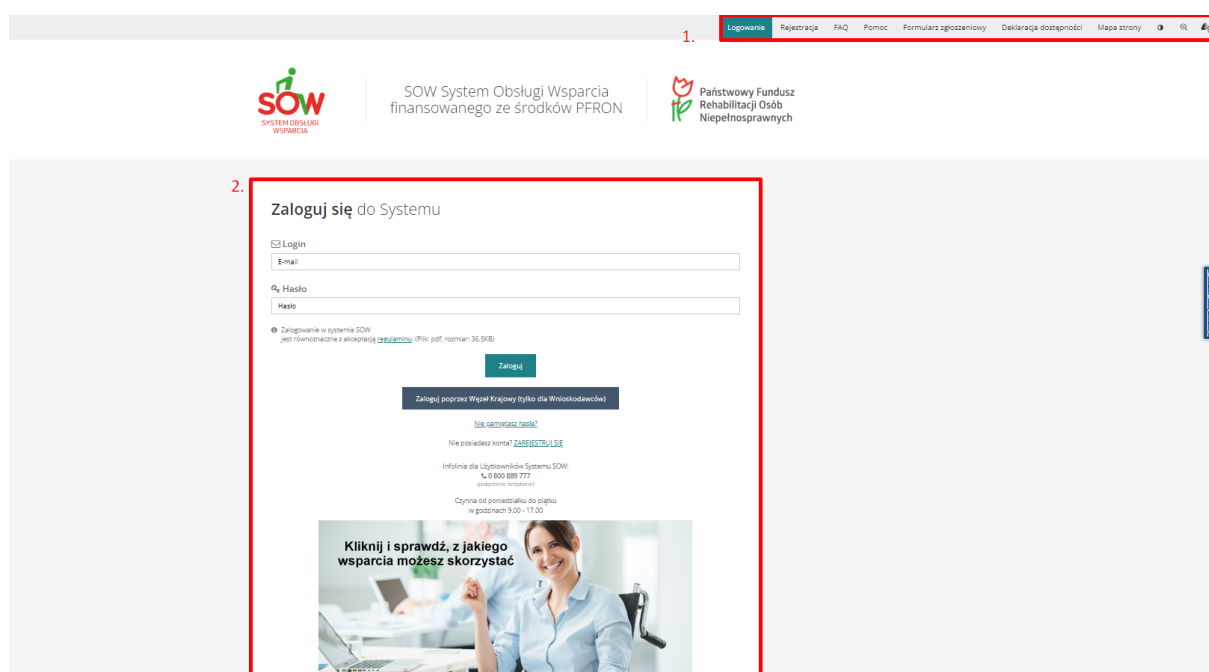 1.
Logowanie Rejestracja FAQ Pomoc Formularz zgłoszeniowy Deklaracja dostępności Mapa strony
SOW
SYSTEM OBSŁUGI
WSPARCIA
SOW System Obsługi Wsparcia
finansowanego ze środków PFRON
Państwowy Fundusz
Rehabilitacji Osób
Niepełnosprawnych
2.
Zaloguj się do Systemu
Login
E-mail
Hasło
Hasło
Zalogowanie w systemie SOW
jest równoznaczne z akceptacją regulaminu. (Plik: pdf, rozmiar: 36,5KB)
Zaloguj
Zaloguj poprzez Węzeł Krajowy (tylko dla Wnioskodawców)
Nie pamiętasz hasła?
Nie posiadasz konta? ZAREJESTRUJ SIĘ
Infolinia dla Użytkowników Systemu SOW:
0 800 889 777
(połączenie bezpłatne)
Czynna od poniedziałku do piątku
w godzinach 9.00 - 17.00
Kliknij i sprawdź, z jakiego
wsparcia możesz skorzystać